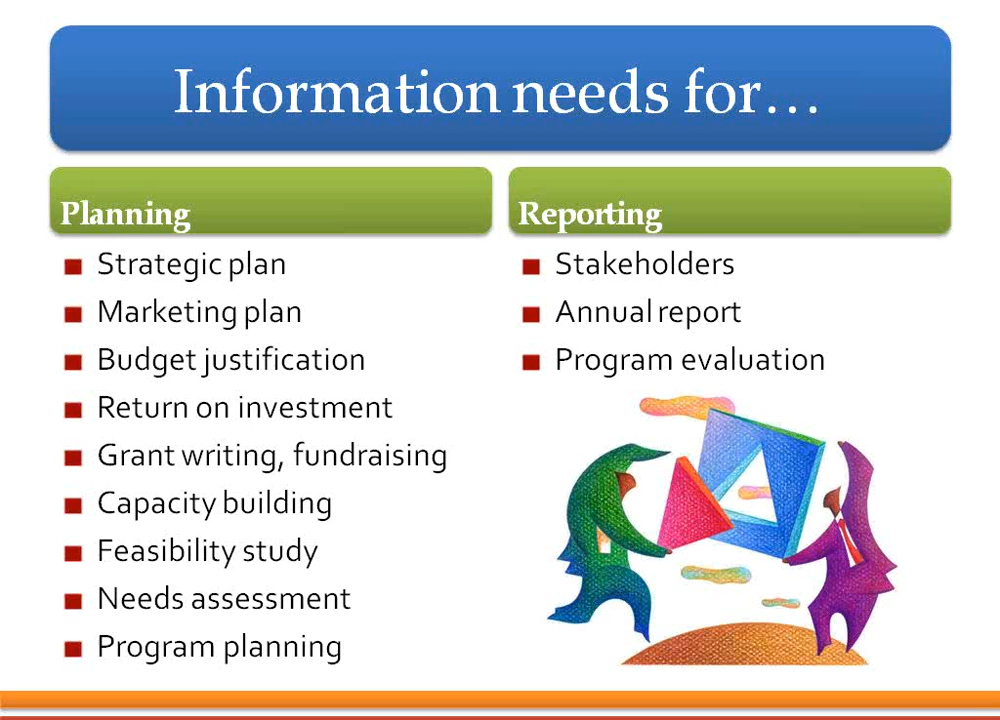 Information needs for...
Planning
Strategic plan
Marketing plan
Budget justification
Return on investment
Grant writing, fundraising
Capacity building
Feasibility study
Needs assessment
Program planning
Reporting
Stakeholders
Annual report
Program evaluation